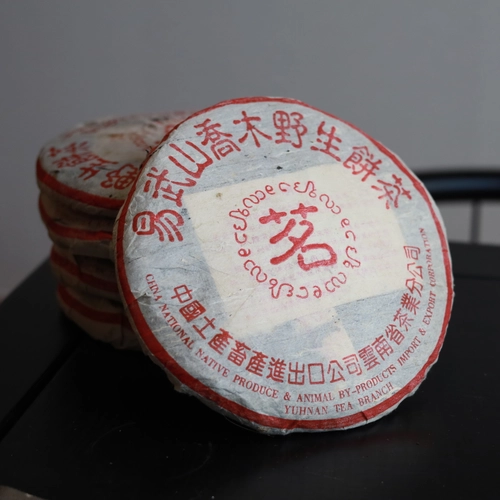 易武山喬木野生餅茶
茗
中國土產畜產進出口公司雲南省茶業分公司
CHINA NATIONAL NATIVE PRODUCE & ANIMAL BY-PRODUCTS IMPORT & EXPORT CORPORATION
YUHNAN TEA BRANCH